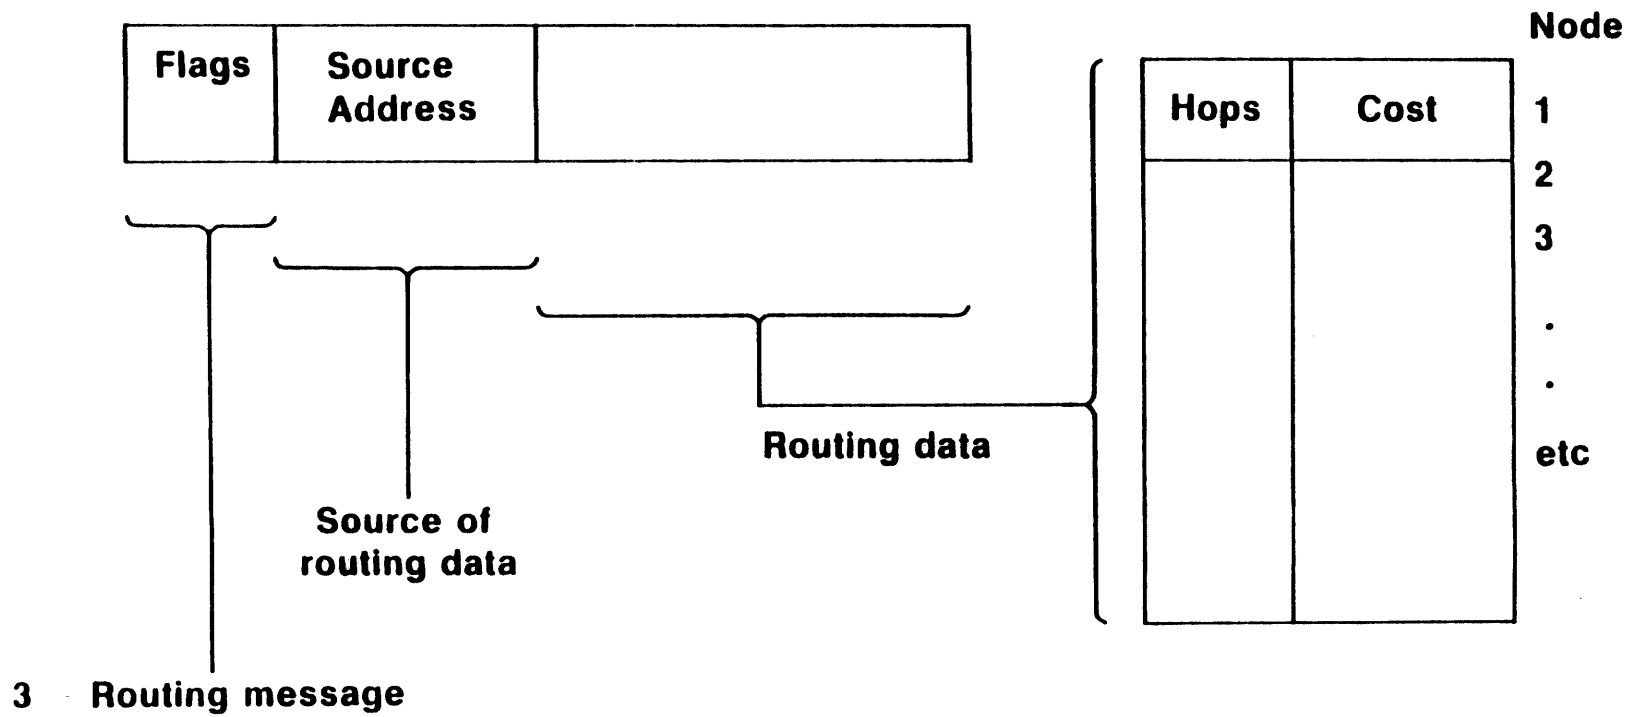 Node
Flags
Source
Address
Hops
Cost
1
2
3
.
.
etc
Routing data
Source of
routing data
3 Routing message